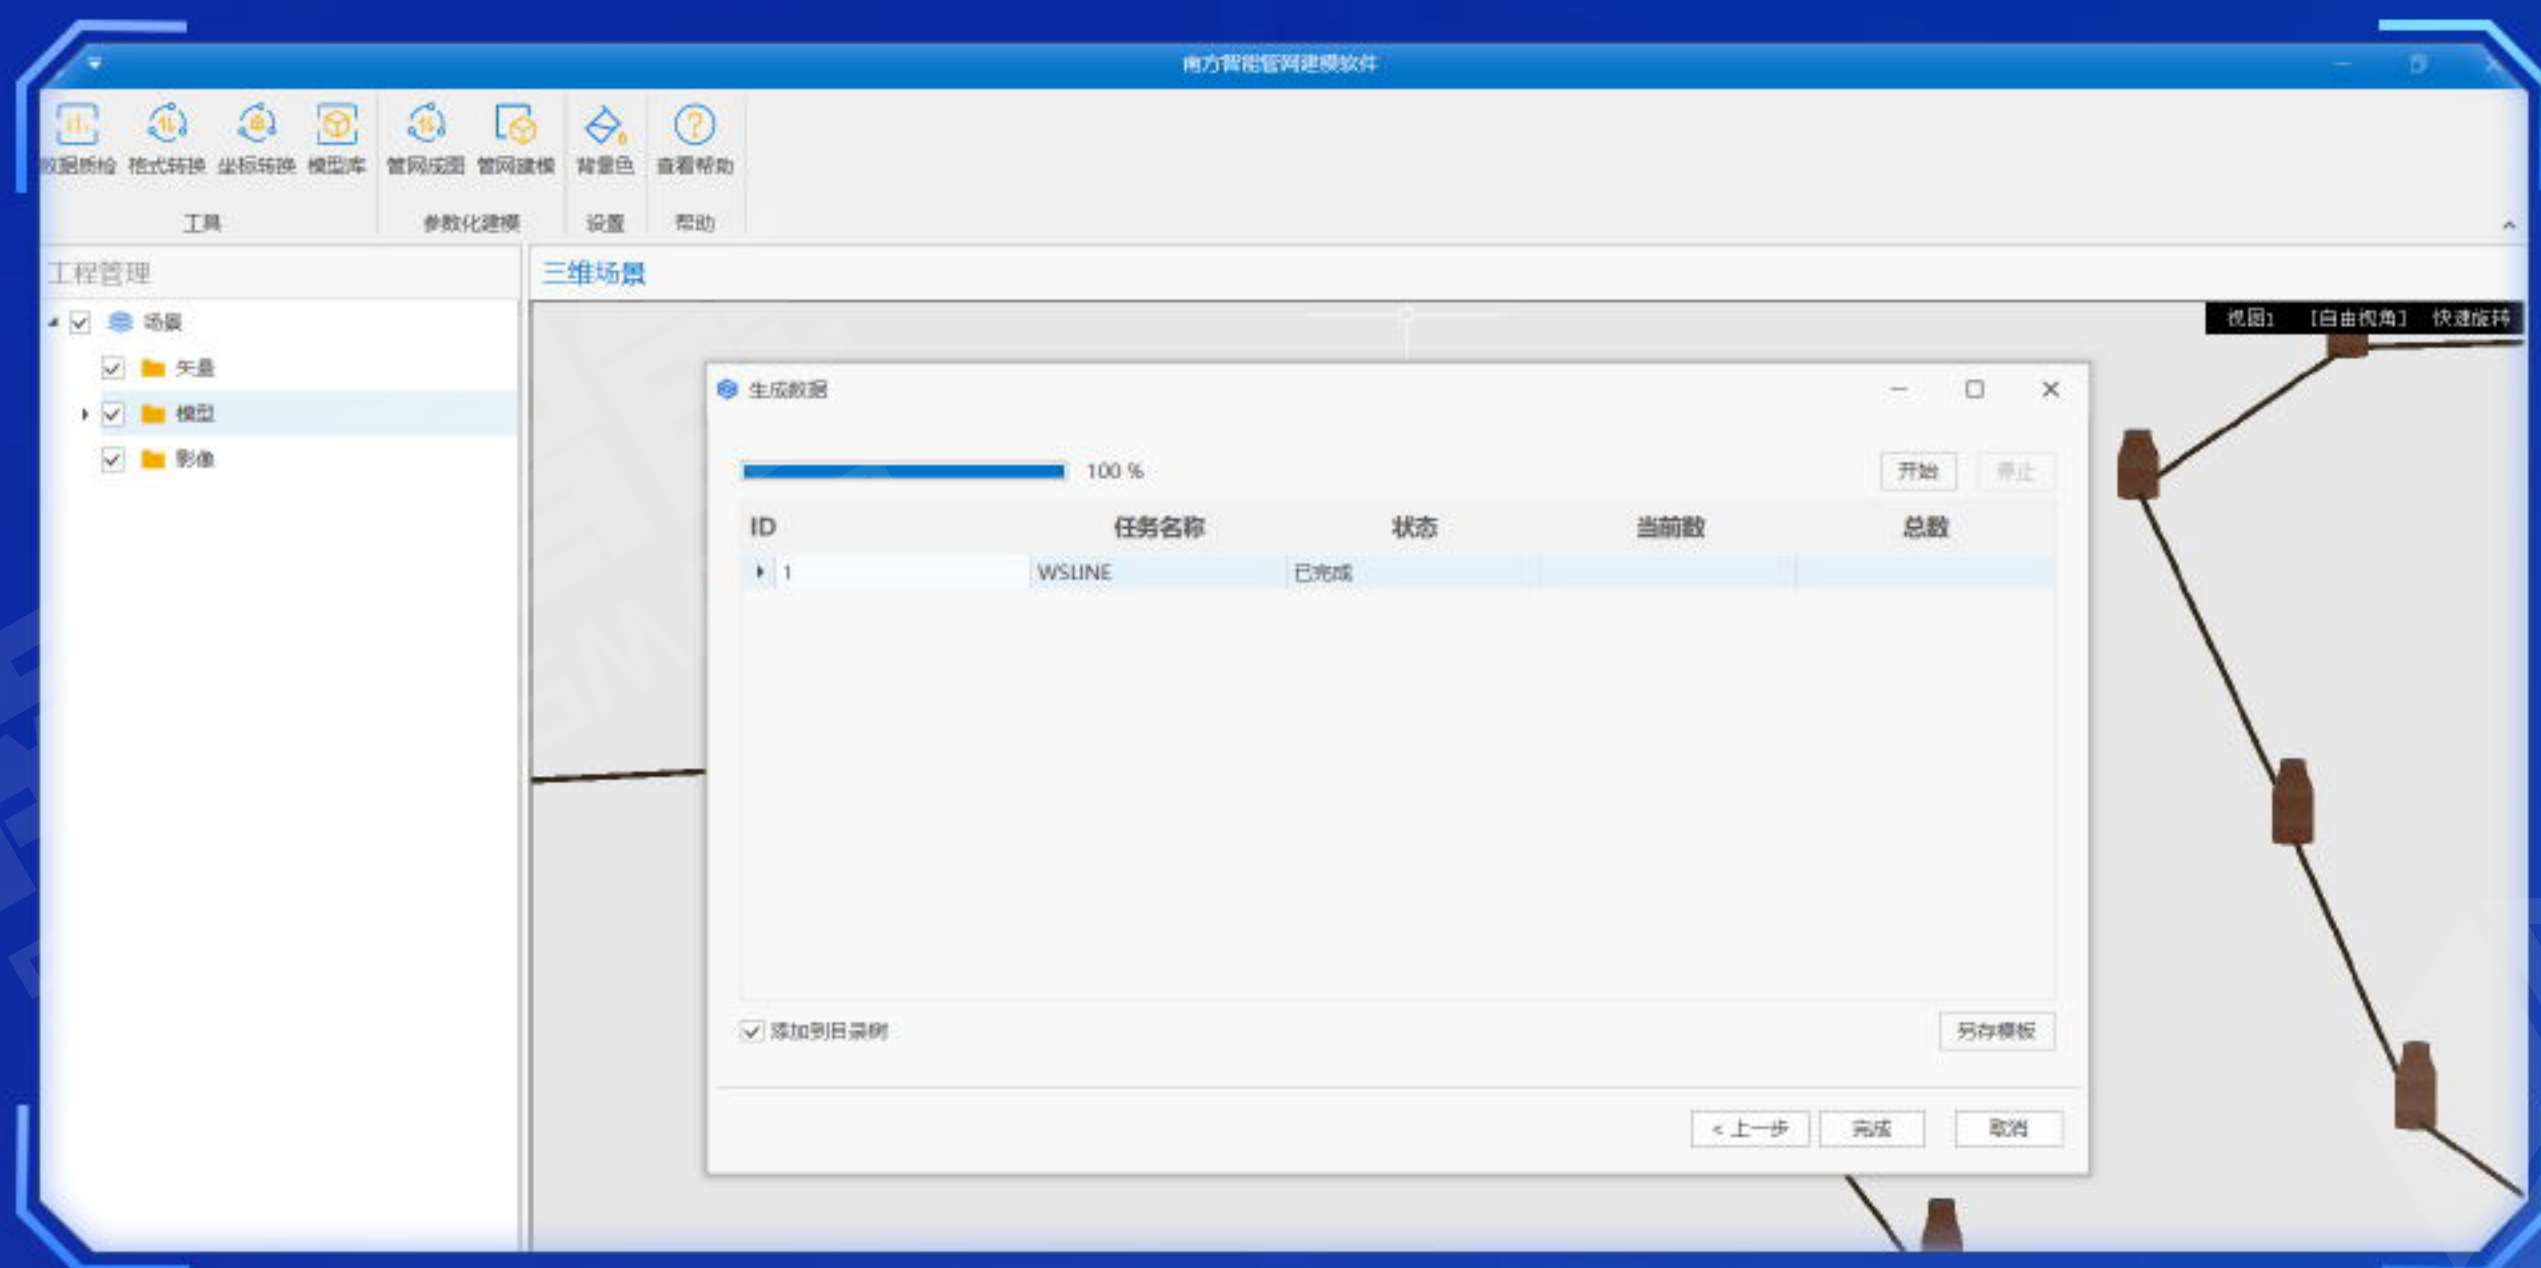 南方智能管网建模软件
数据质检 格式转换 坐标转换 模型库 管网成图 管网建模 背景色 查看帮助
工具 参数化建模 设置 帮助
工程管理
三维场景
场景
矢量
模型
影像
视图1 [自由视角] 快速旋转
生成数据
100 %
开始 停止
ID 任务名称 状态 当前数 总数
1 WSLINE 已完成
添加到目录树
另存模板
< 上一步 完成 取消